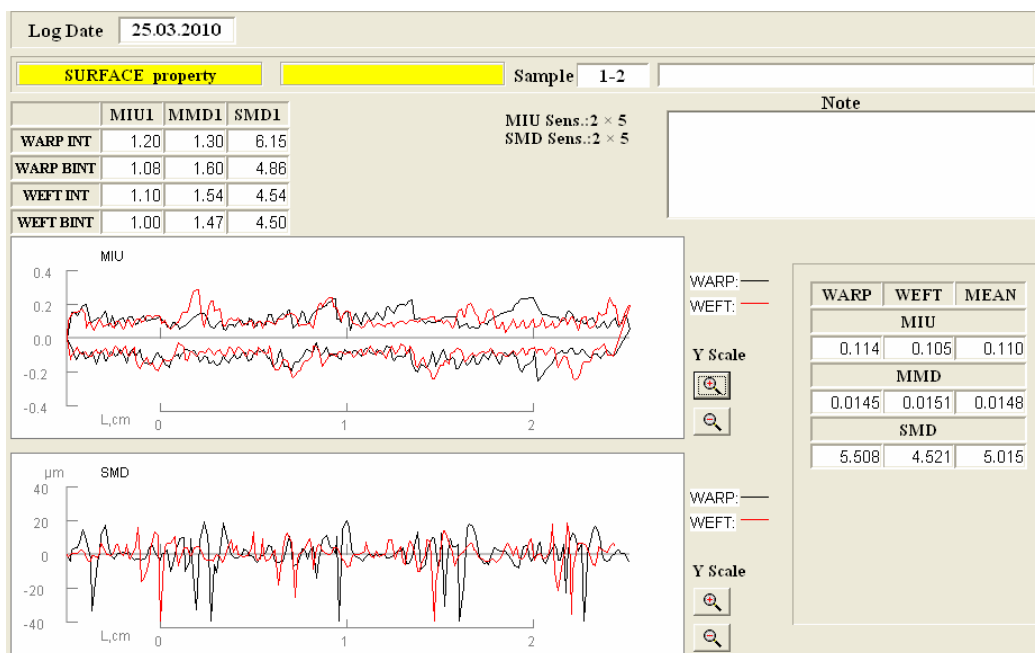 Log Date 25.03.2010
SURFACE property Sample 1-2
Note
MIU1 MMD1 SMD1
WARP INT 1.20 1.30 6.15
WARP BINT 1.08 1.60 4.86
WEFT INT 1.10 1.54 4.54
WEFT BINT 1.00 1.47 4.50
MIU Sens.:2 × 5
SMD Sens.:2 × 5
MIU
0.4
0.2
0.0
-0.2
-0.4
L,cm 0 1 2
WARP:
WEFT:
Y Scale
WARP WEFT MEAN
MIU
0.114 0.105 0.110
MMD
0.0145 0.0151 0.0148
SMD
5.508 4.521 5.015
µm SMD
40
20
0
-20
-40
L,cm 0 1 2
WARP:
WEFT:
Y Scale